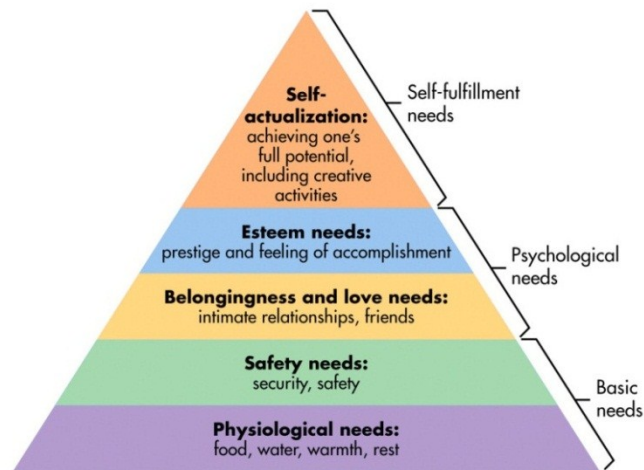 Self-
actualization:
achieving one's
full potential,
including creative
activities
Self-fulfillment
needs
Esteem needs:
prestige and feeling of accomplishment
Psychological
needs
Belongingness and love needs:
intimate relationships, friends
Safety needs:
security, safety
Basic
needs
Physiological needs:
food, water, warmth, rest